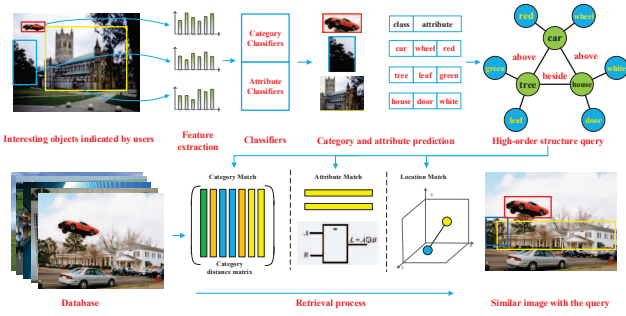 Category
Classifiers
Attribute
Classifiers
class attribute
car wheel red
tree leaf green
house door white
red
wheel
car
above
above
green
white
beside
tree
house
leaf
door
Interesting objects indicated by users
Feature
extraction
Classifiers
Category and attribute prediction
High-order structure query
Category Match
Attribute Match
Location Match
A
B
=
L = A⊙B
x
y
z
Category
distance matrix
Database
Retrieval process
Similar image with the query